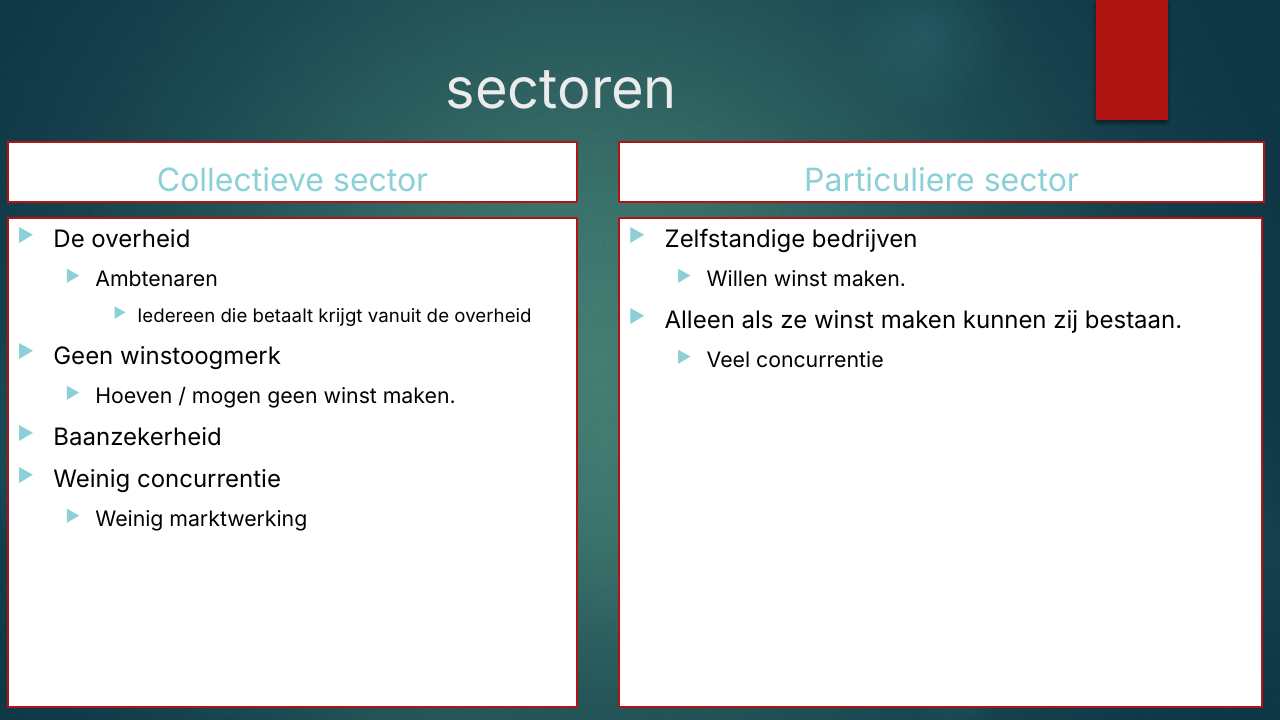 sectoren
Collectieve sector
De overheid
Ambtenaren
Iedereen die betaalt krijgt vanuit de overheid
Geen winstoogmerk
Hoeven / mogen geen winst maken.
Baanzekerheid
Weinig concurrentie
Weinig marktwerking
Particuliere sector
Zelfstandige bedrijven
Willen winst maken.
Alleen als ze winst maken kunnen zij bestaan.
Veel concurrentie